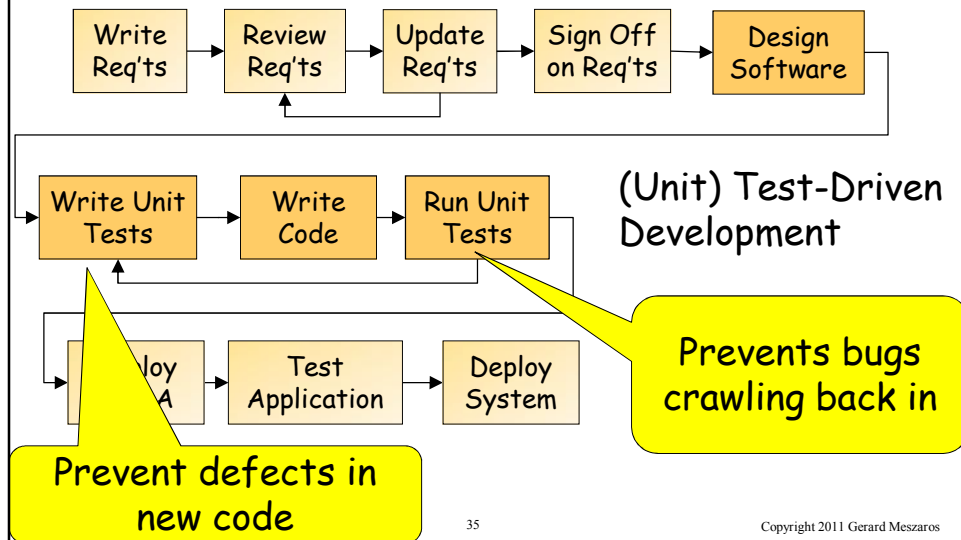 Write
Req'ts
Review
Req'ts
Update
Req'ts
Sign Off
on Req'ts
Design
Software
Write Unit
Tests
Write
Code
Run Unit
Tests
(Unit) Test-Driven
Development
Test
Application
Deploy
System
Prevents bugs
crawling back in
Prevent defects in
new code
35
Copyright 2011 Gerard Meszaros